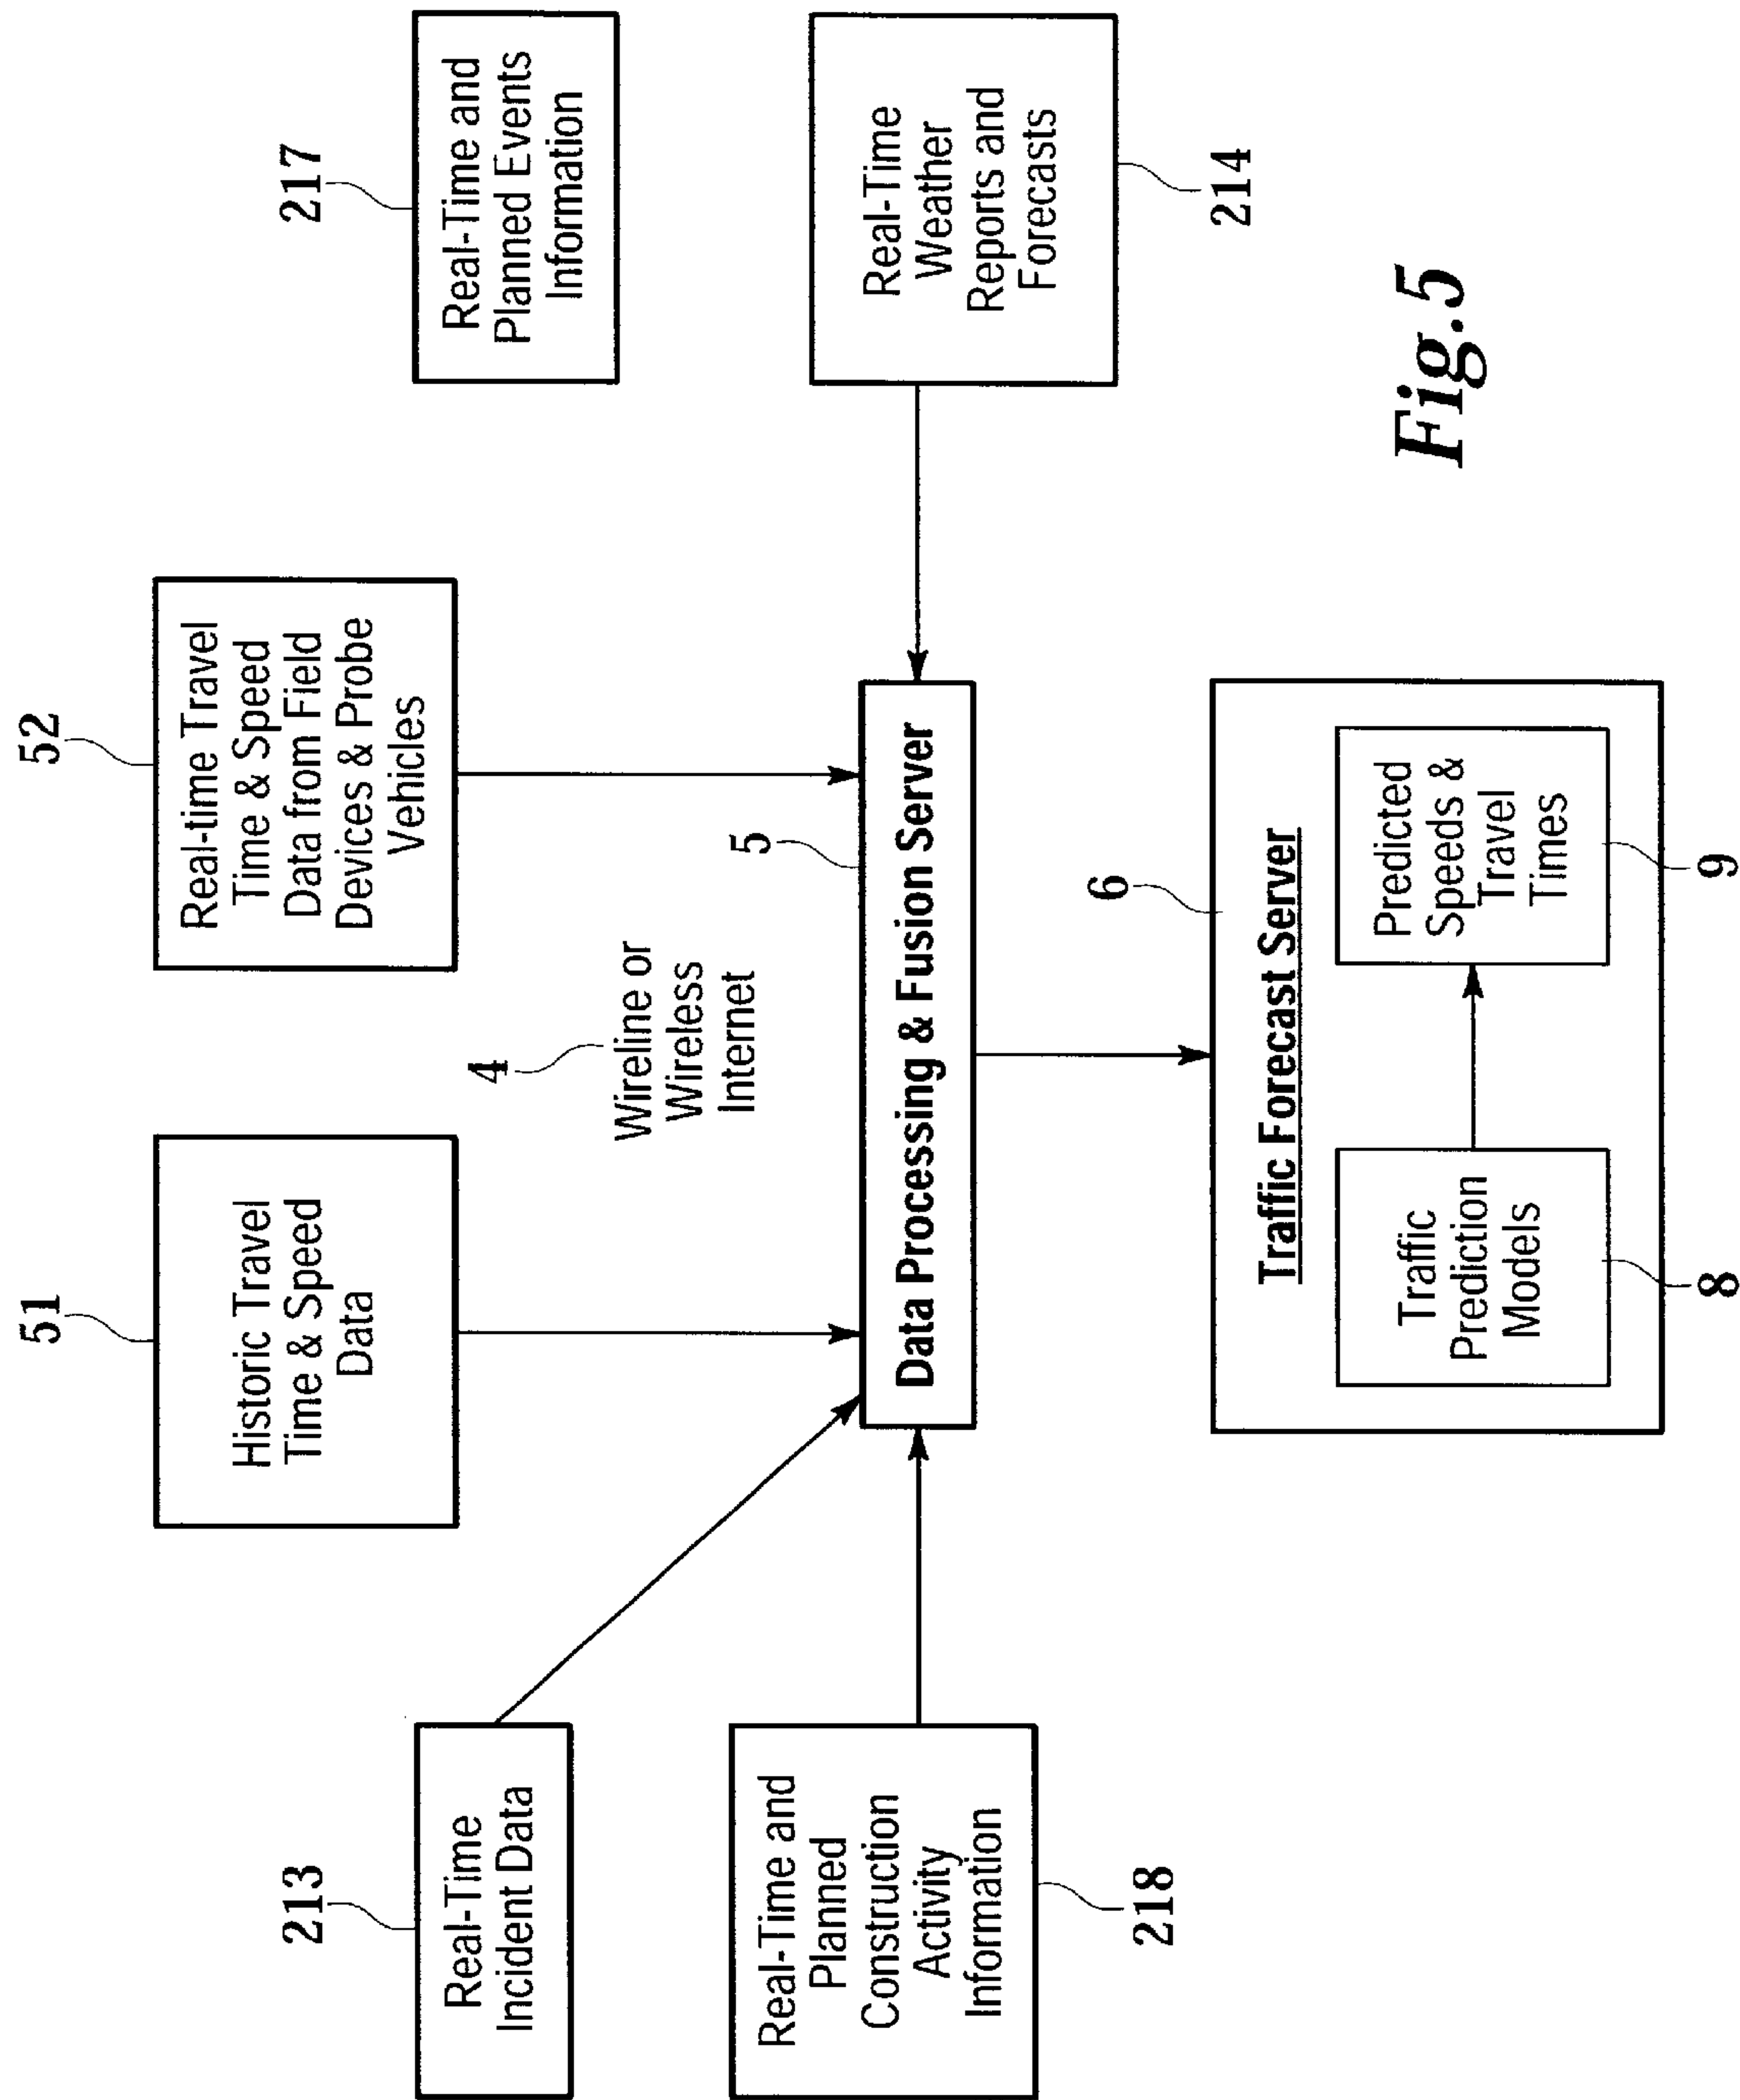 51
Historic Travel
Time & Speed
Data
52
Real-time Travel
Time & Speed
Data from Field
Devices & Probe
Vehicles
213
Real-Time
Incident Data
217
Real-Time and
Planned Events
Information
4
Wireline or
Wireless
Internet
218
Real-Time and
Planned
Construction
Activity
Information
5
Data Processing & Fusion Server
214
Real-Time
Weather
Reports and
Forecasts
6
Traffic Forecast Server
Traffic
Prediction
Models
8
Predicted
Speeds &
Travel
Times
9
Fig.5